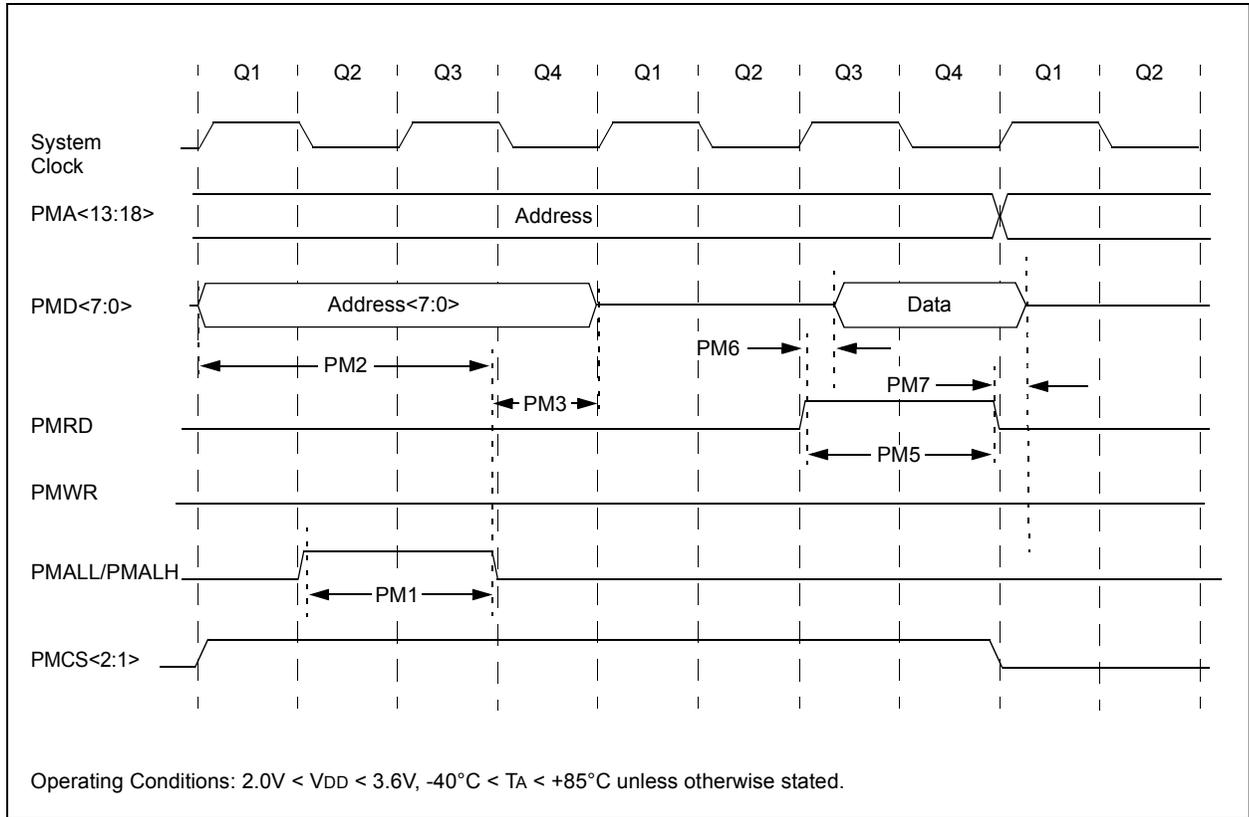 Q1 Q2 Q3 Q4 Q1 Q2 Q3 Q4 Q1 Q2
System
Clock
PMA<13:18>
Address
PMD<7:0>
Address<7:0>
Data
PM6
PM2
PM7
PM3
PMRD
PM5
PMWR
PMALL/PMALH
PM1
PMCS<2:1>
Operating Conditions: 2.0V < VDD < 3.6V, -40°C < TA < +85°C unless otherwise stated.